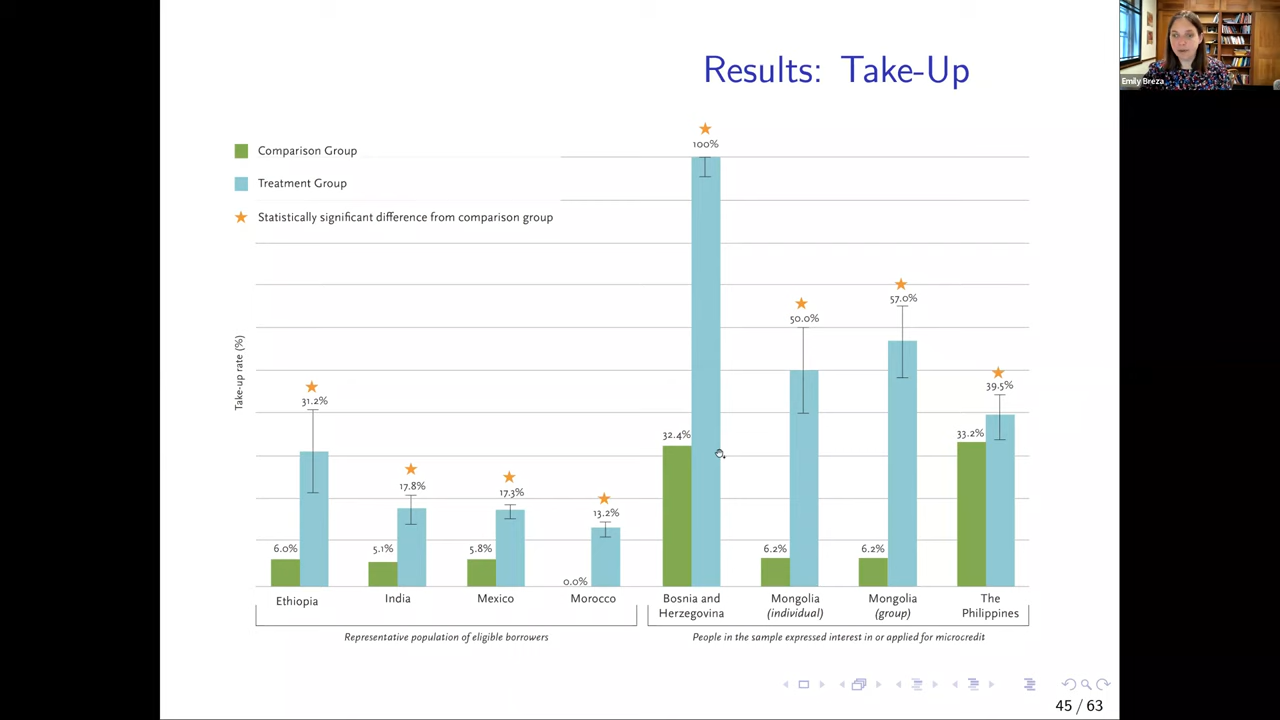 Results: Take-Up
Emily Breza
Comparison Group
Treatment Group
Statistically significant difference from comparison group
Take-up rate (%)
100%
57.0%
50.0%
39.5%
31.2%
32.4%
33.2%
17.8%
17.3%
13.2%
6.0%
5.1%
5.8%
0.0%
6.2%
6.2%
Ethiopia
India
Mexico
Morocco
Bosnia and
Herzegovina
Mongolia
(individual)
Mongolia
(group)
The
Philippines
Representative population of eligible borrowers
People in the sample expressed interest in or applied for microcredit
45 / 63